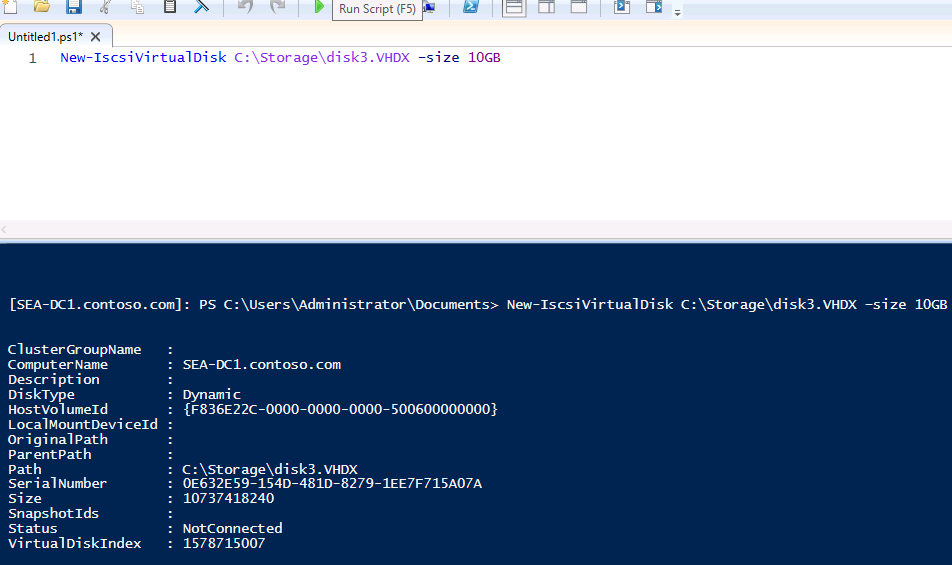 Run Script (F5)
Untitled1.ps1* X
1 New-IscsiVirtualDisk C:\Storage\disk3.VHDX -size 10GB
[SEA-DC1.contoso.com]: PS C:\Users\Administrator\Documents> New-IscsiVirtualDisk C:\Storage\disk3.VHDX -size 10GB
ClusterGroupName :
ComputerName : SEA-DC1.contoso.com
Description :
DiskType : Dynamic
HostVolumeId : {F836E22C-0000-0000-0000-500600000000}
LocalMountDeviceId :
OriginalPath :
ParentPath :
Path : C:\Storage\disk3.VHDX
SerialNumber : 0E632E59-154D-481D-8279-1EE7F715A07A
Size : 10737418240
SnapshotIds :
Status : NotConnected
VirtualDiskIndex : 1578715007